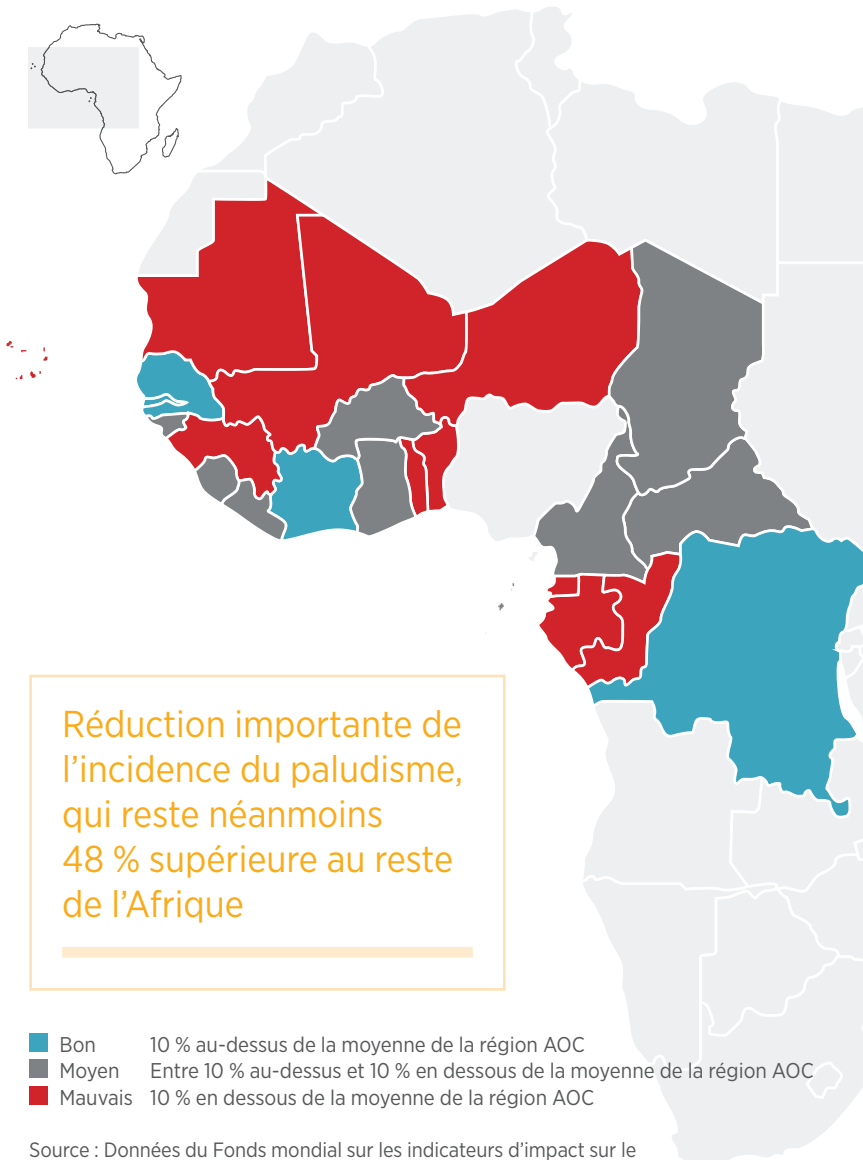 Réduction importante de
l’incidence du paludisme,
qui reste néanmoins
48 % supérieure au reste
de l’Afrique
Bon 10 % au-dessus de la moyenne de la région AOC
Moyen Entre 10 % au-dessus et 10 % en dessous de la moyenne de la région AOC
Mauvais 10 % en dessous de la moyenne de la région AOC
Source : Données du Fonds mondial sur les indicateurs d’impact sur le